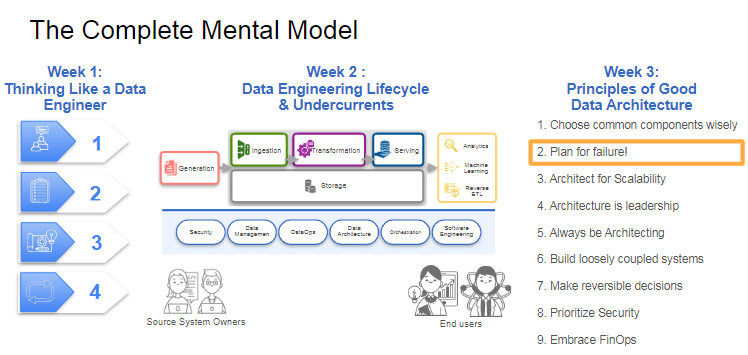 The Complete Mental Model
Week 1:
Thinking Like a Data
Engineer
1
2
3
4
Week 2 :
Data Engineering Lifecycle
& Undercurrents
Generation
Ingestion
Transformation
Serving
Storage
Analytics
Machine
Learning
Reverse
ETL
Security
Data
Managemen
DataOps
Data
Architecture
Orchestration
Software
Engineering
Source System Owners
End users
Week 3:
Principles of Good
Data Architecture
1. Choose common components wisely
2. Plan for failure!
3. Architect for Scalability
4. Architecture is leadership
5. Always be Architecting
6. Build loosely coupled systems
7. Make reversible decisions
8. Prioritize Security
9. Embrace FinOps